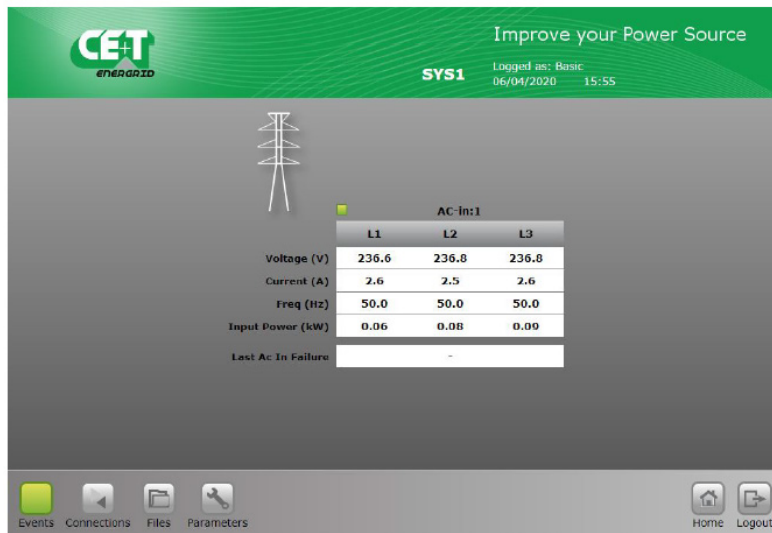 CE+T
ENERGRID
Improve your Power Source
SYS1
Logged as: Basic
06/04/2020 15:55
AC-in:1
L1 L2 L3
Voltage (V) 236.6 236.8 236.8
Current (A) 2.6 2.5 2.6
Freq (Hz) 50.0 50.0 50.0
Input Power (kW) 0.06 0.08 0.09
Last Ac In Failure -
Events Connections Files Parameters Home Logout